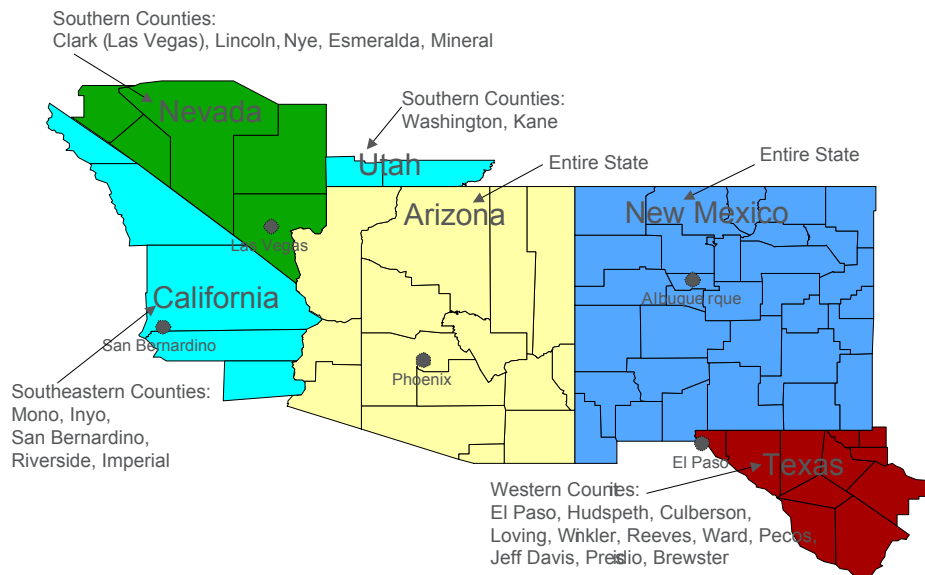 Southern Counties:
Clark (Las Vegas), Lincoln, Nye, Esmeralda, Mineral
Nevada
Southern Counties:
Washington, Kane
Utah
Entire State
Entire State
Arizona
New Mexico
Las Vegas
California
Albuque rque
San Bernardino
Phoenix
Southeastern Counties:
Mono, Inyo,
San Bernardino,
Riverside, Imperial
El Paso
Texas
Western Counties:
El Paso, Hudspeth, Culberson,
Loving, Winkler, Reeves, Ward, Pecos,
Jeff Davis, Presidio, Brewster